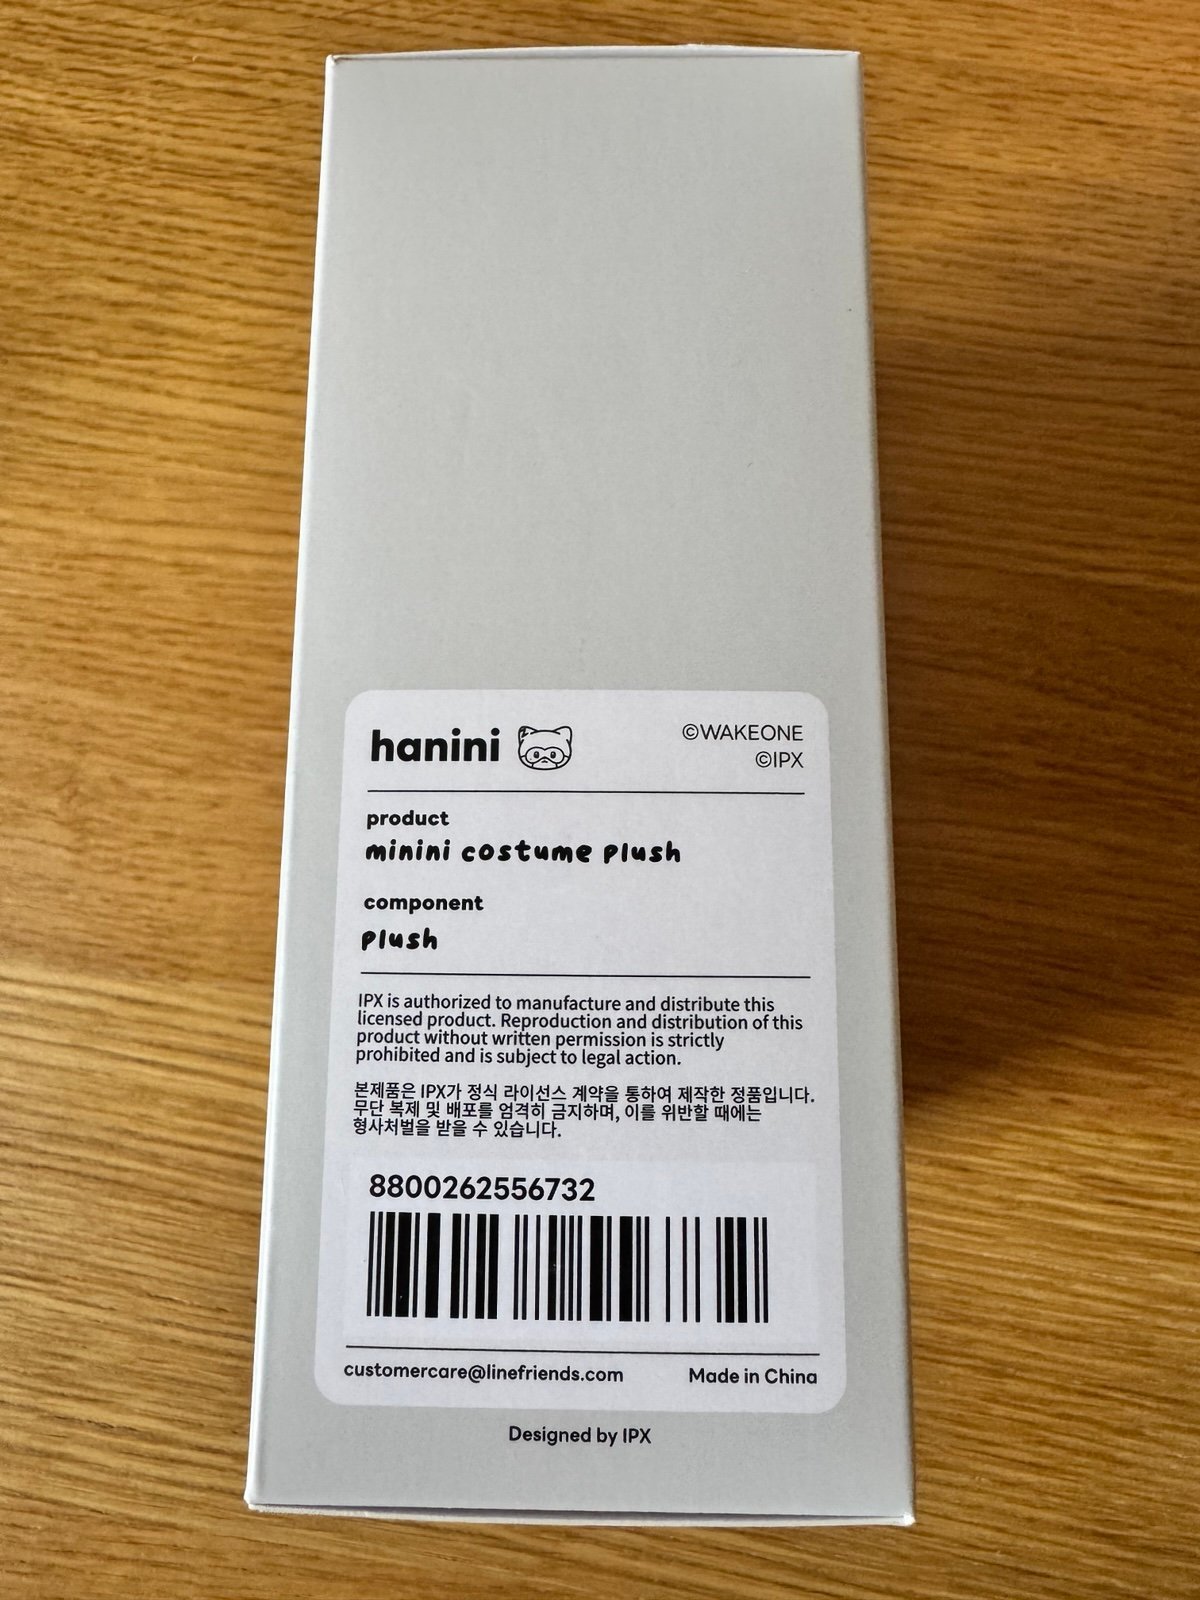 hanini
©WAKEONE
©IPX
product
minini costume plush
component
plush
IPX is authorized to manufacture and distribute this
licensed product. Reproduction and distribution of this
product without written permission is strictly
prohibited and is subject to legal action.
본제품은 IPX가 정식 라이선스 계약을 통하여 제작한 정품입니다.
무단 복제 및 배포를 엄격히 금지하며, 이를 위반할 때에는
형사처벌을 받을 수 있습니다.
8800262556732
customercare@linefriends.com
Made in China
Designed by IPX